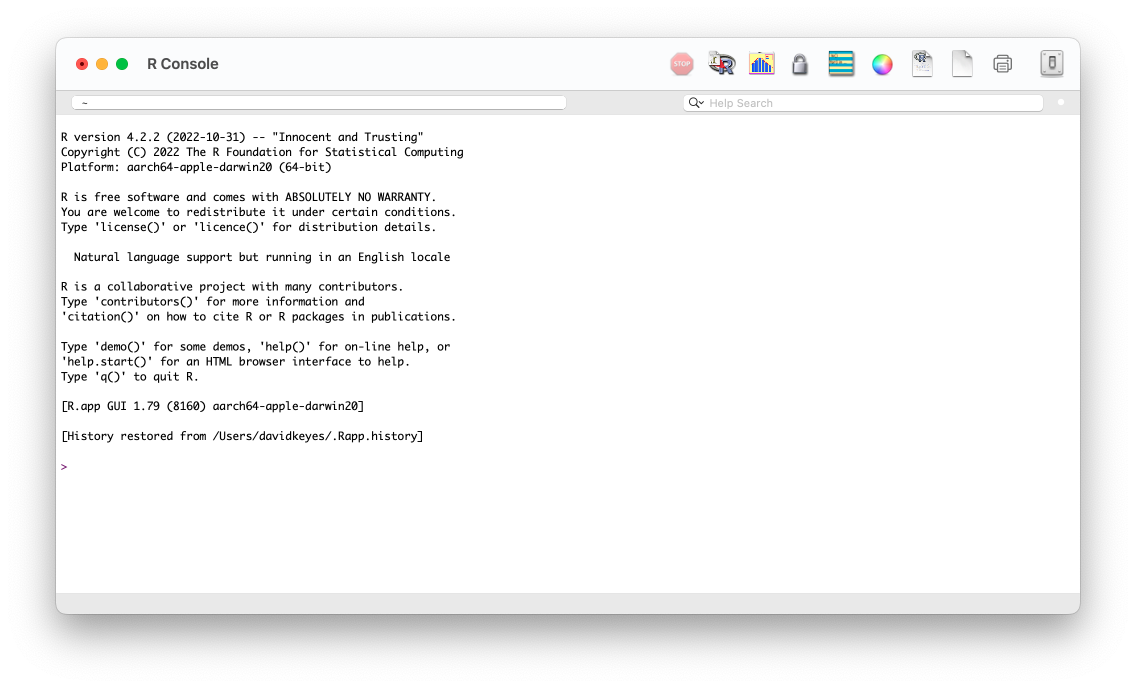 R Console
STOP
~
Help Search
R version 4.2.2 (2022-10-31) -- "Innocent and Trusting"
Copyright (C) 2022 The R Foundation for Statistical Computing
Platform: aarch64-apple-darwin20 (64-bit)
R is free software and comes with ABSOLUTELY NO WARRANTY.
You are welcome to redistribute it under certain conditions.
Type 'license()' or 'licence()' for distribution details.
Natural language support but running in an English locale
R is a collaborative project with many contributors.
Type 'contributors()' for more information and
'citation()' on how to cite R or R packages in publications.
Type 'demo()' for some demos, 'help()' for on-line help, or
'help.start()' for an HTML browser interface to help.
Type 'q()' to quit R.
[R.app GUI 1.79 (8160) aarch64-apple-darwin20]
[History restored from /Users/davidkeyes/.Rapp.history]
>